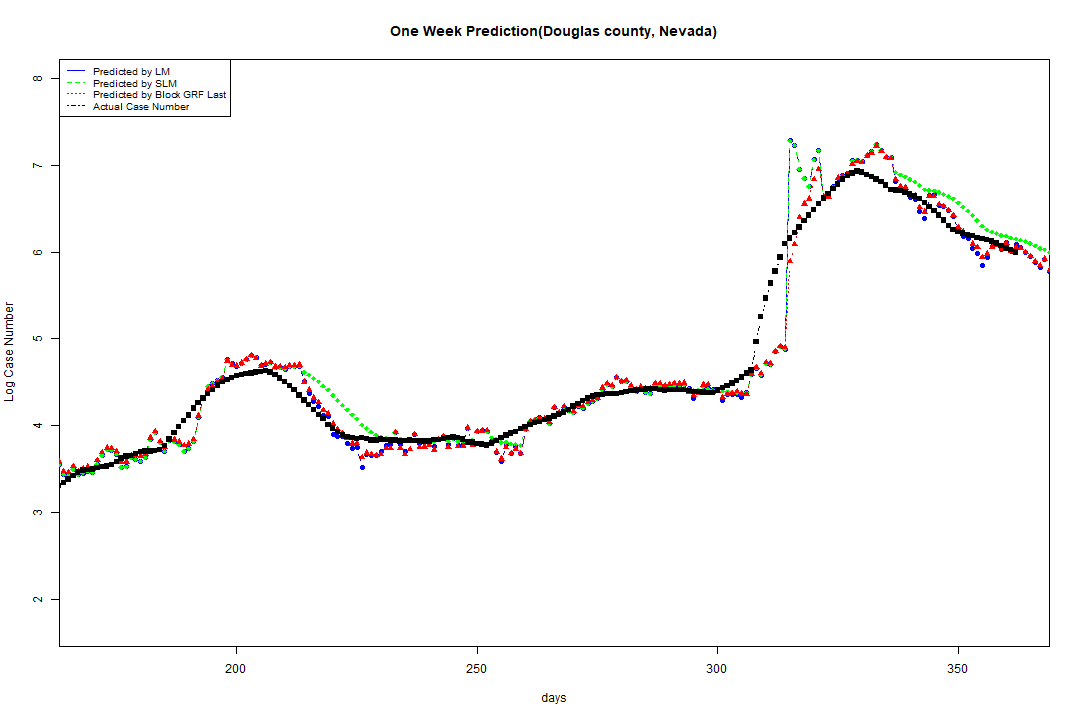 One Week Prediction(Douglas county, Nevada)
Predicted by LM
Predicted by SLM
Predicted by Block GRF Last
Actual Case Number
8
7
6
5
4
3
2
Log Case Number
200
250
300
350
days